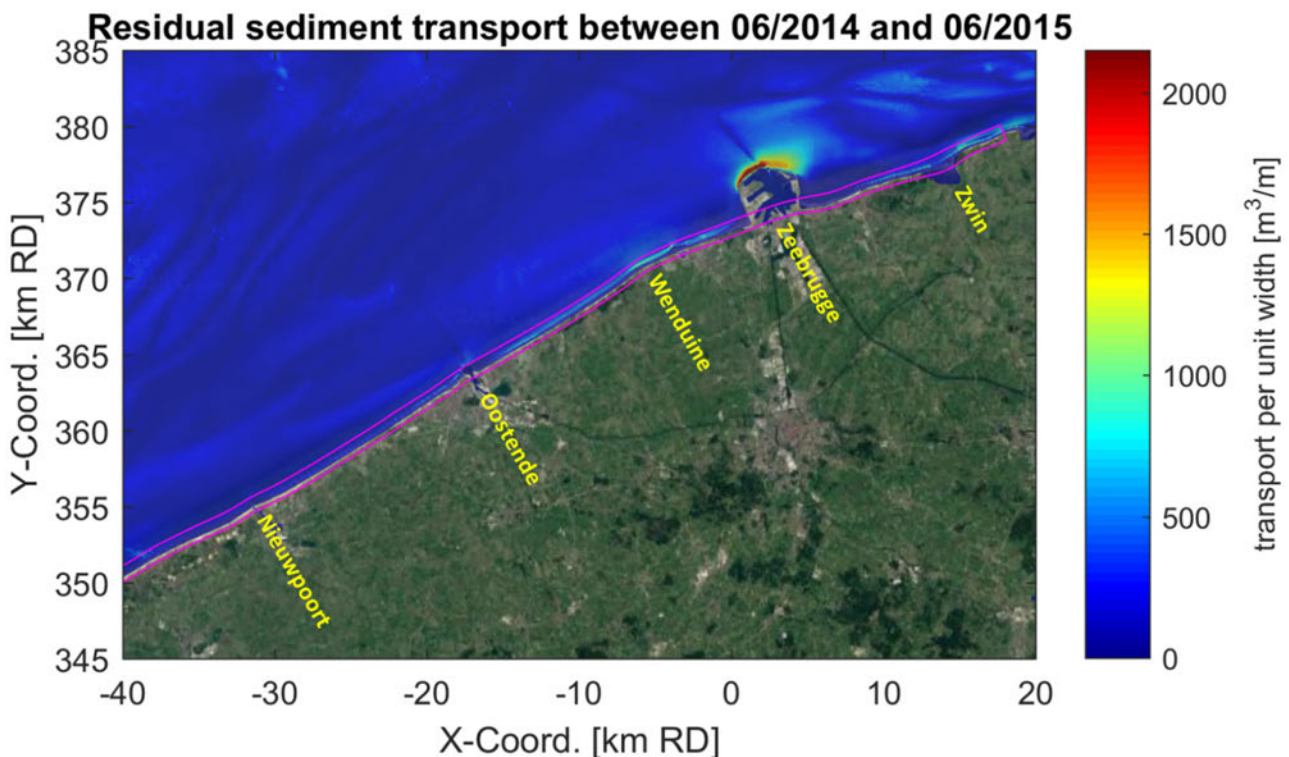 Residual sediment transport between 06/2014 and 06/2015
385
380
375
370
365
360
355
350
345
Y-Coord. [km RD]
-40 -30 -20 -10 0 10 20
X-Coord. [km RD]
Zwin
Zeebrugge
Wenduine
Oostende
Nieuwpoort
2000
1500
1000
500
0
transport per unit width [m³/m]